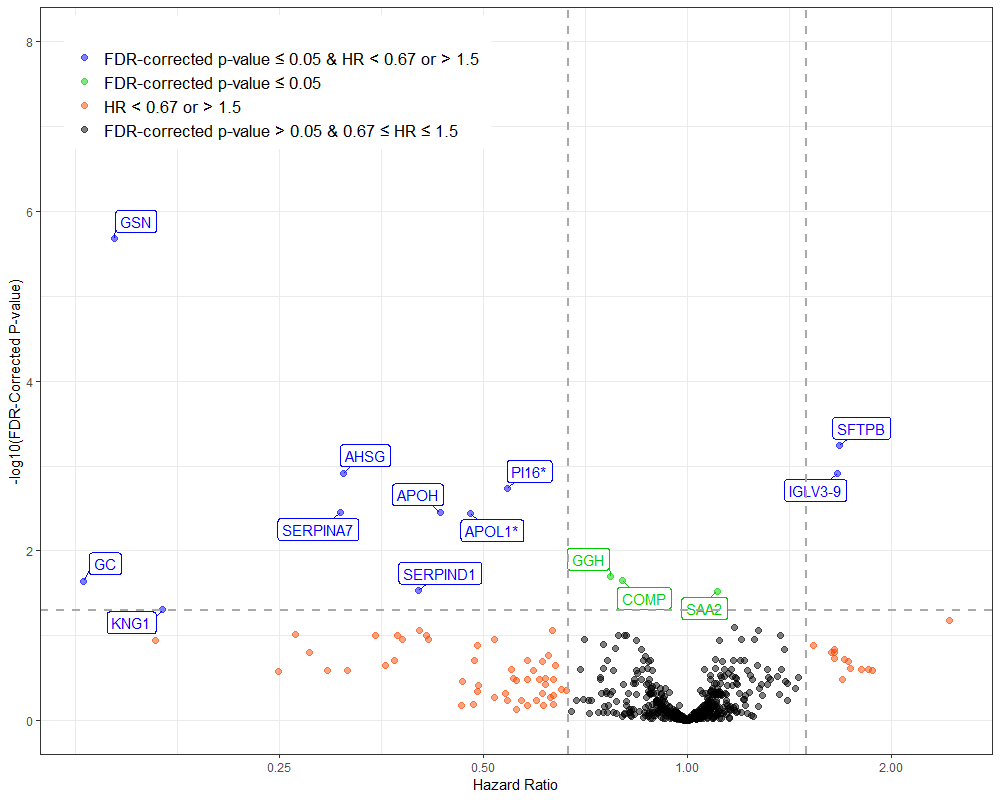 FDR-corrected p-value ≤ 0.05 & HR < 0.67 or > 1.5
FDR-corrected p-value ≤ 0.05
HR < 0.67 or > 1.5
FDR-corrected p-value > 0.05 & 0.67 ≤ HR ≤ 1.5
8
6
4
2
0
-log10(FDR-Corrected P-value)
GSN
SFTPB
AHSG
PI16*
IGLV3-9
APOH
SERPINA7
APOL1*
GC
SERPIND1
GGH
COMP
SAA2
KNG1
0.25
0.50
1.00
2.00
Hazard Ratio